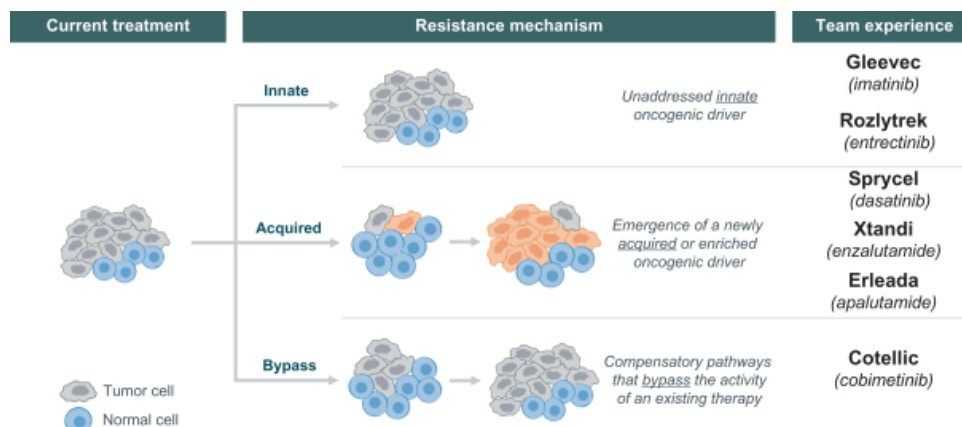 Current treatment
Resistance mechanism
Team experience
Innate
Unaddressed innate
oncogenic driver
Gleevec
(imatinib)
Rozlytrek
(entrectinib)
Acquired
Emergence of a newly
acquired or enriched
oncogenic driver
Sprycel
(dasatinib)
Xtandi
(enzalutamide)
Erleada
(apalutamide)
Bypass
Compensatory pathways
that bypass the activity
of an existing therapy
Cotellic
(cobimetinib)
Tumor cell
Normal cell